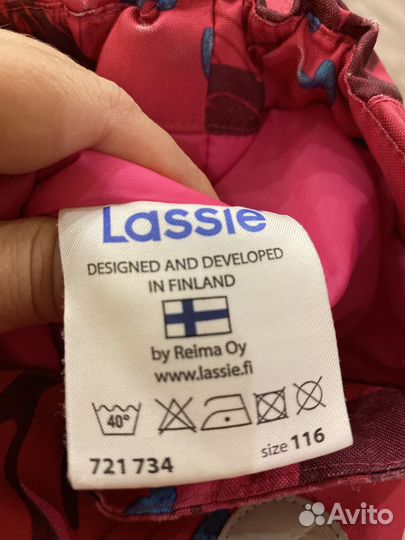 Lassie
DESIGNED AND DEVELOPED
IN FINLAND
by Reima Oy
www.lassie.fi
40°
721 734
size 116
Avito